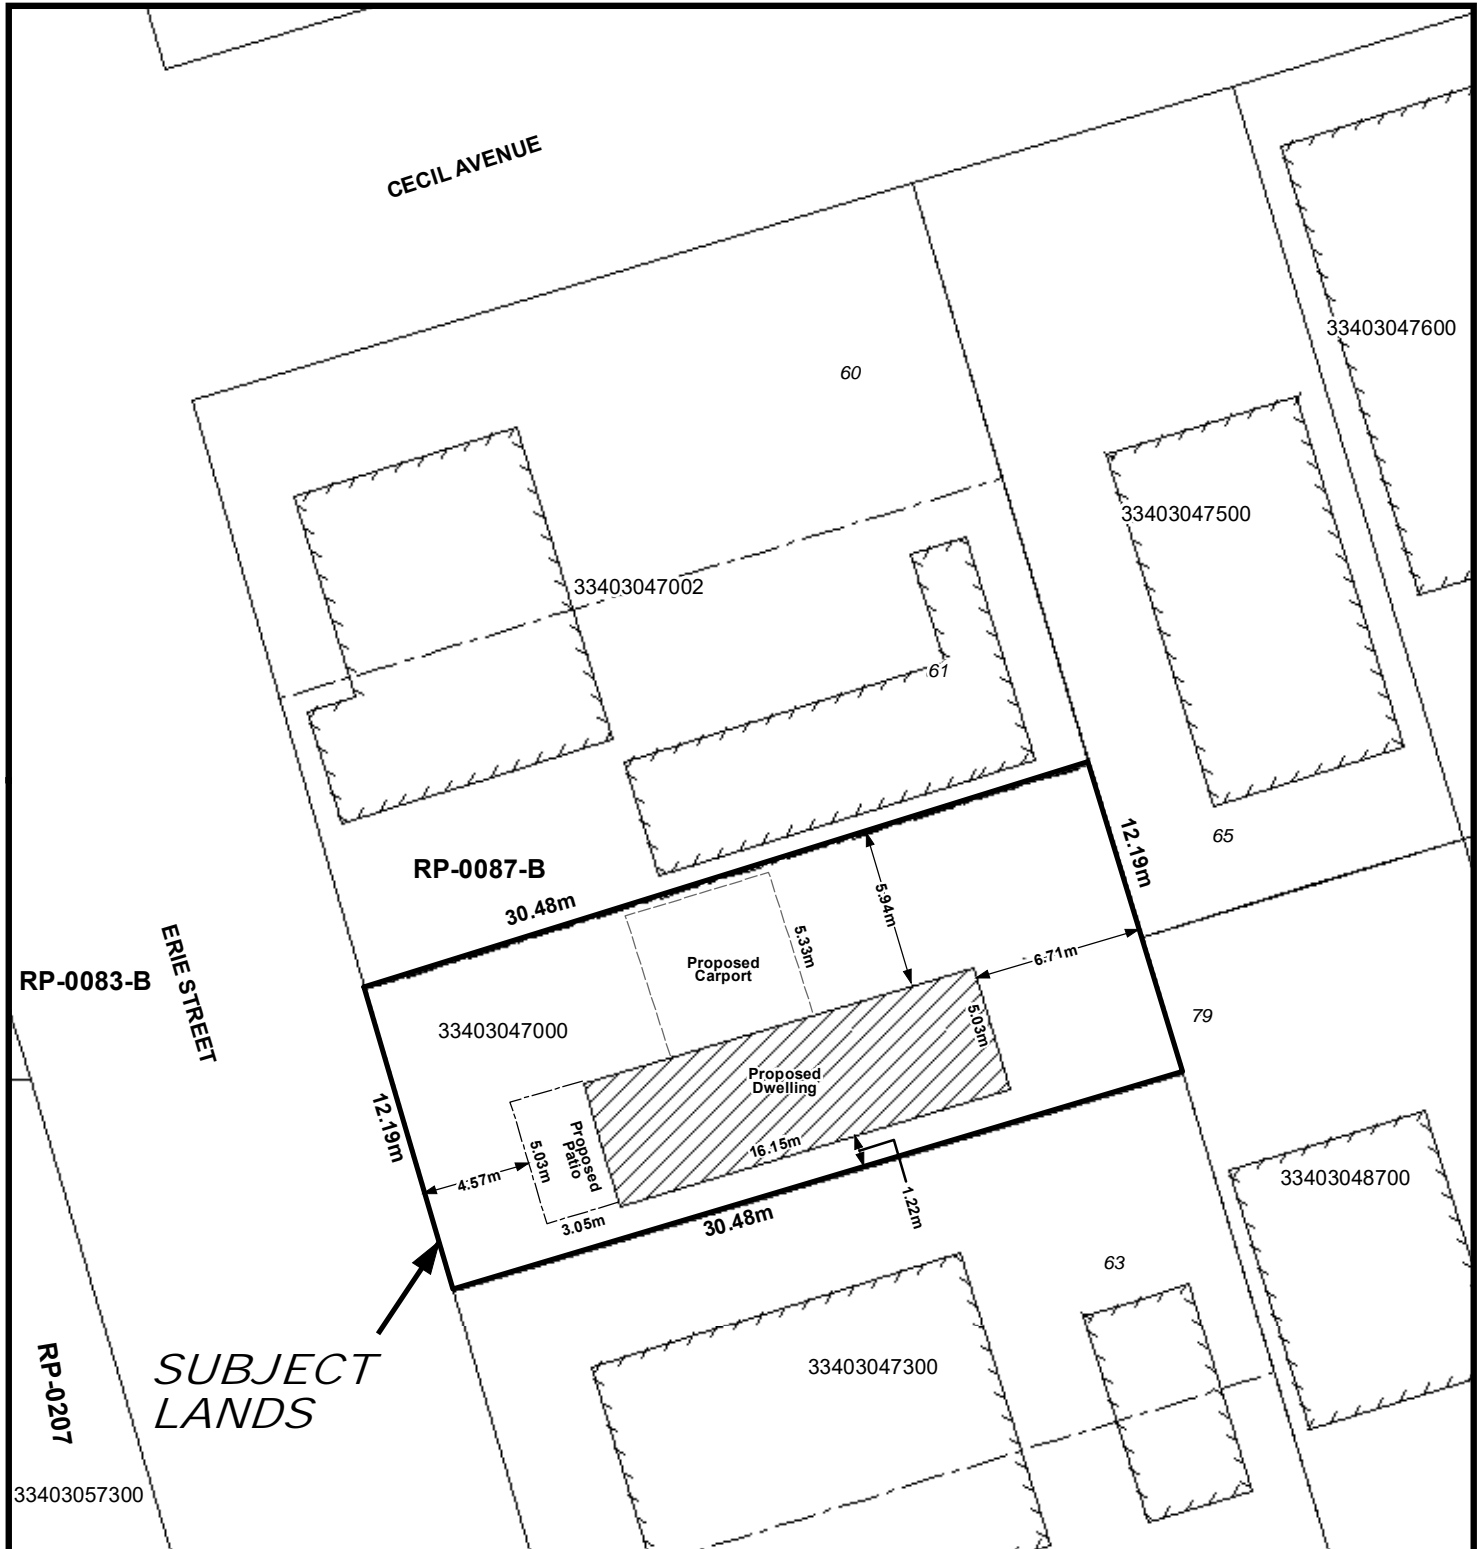 CECIL AVENUE
33403047600
60
33403047500
33403047002
61
65
12.19m
RP-0087-B
30.48m
5.94m
5.33m
6.71m
Proposed
Carport
ERIE STREET
RP-0083-B
33403047000
79
5.03m
Proposed
Dwelling
12.19m
Proposed
Patio
5.03m
16.15m
4.57m
3.05m
30.48m
1.22m
33403048700
63
SUBJECT
LANDS
33403047300
RP-0207
33403057300